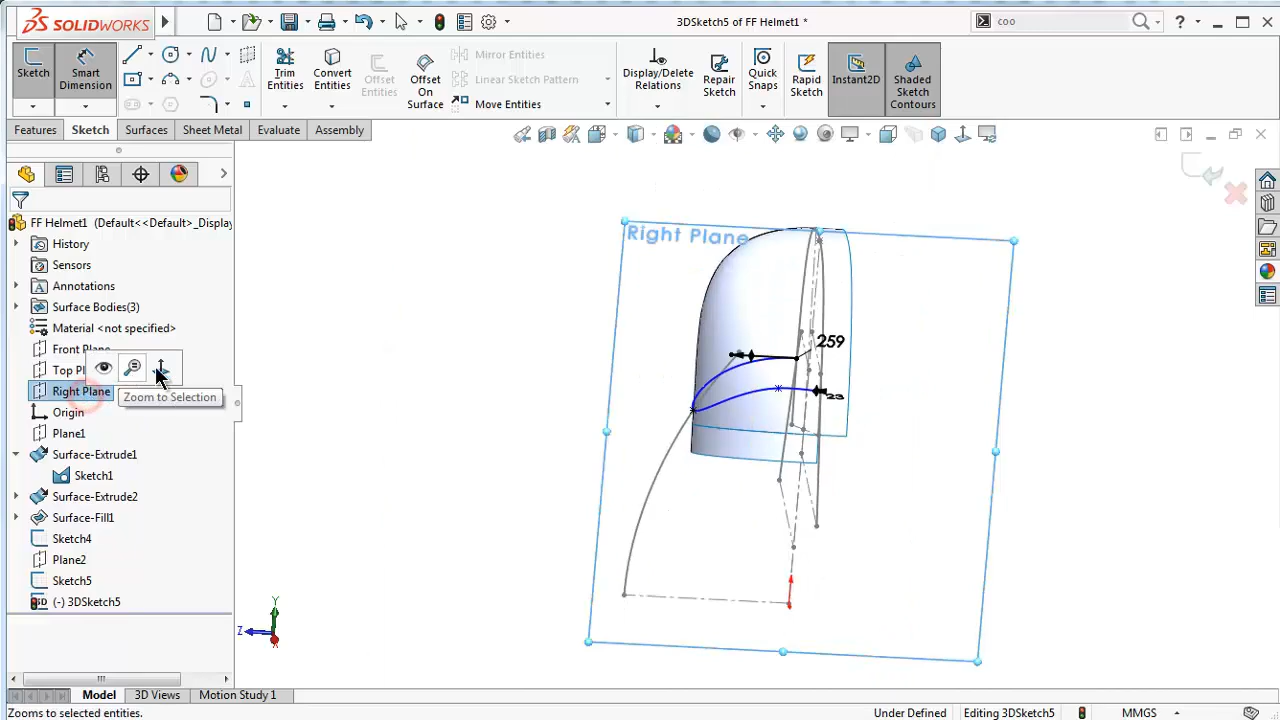 SOLIDWORKS
3DSketch5 of FF Helmet1 *
coo
Sketch
Smart Dimension
Trim Entities
Convert Entities
Offset Entities
Offset On Surface
Mirror Entities
Linear Sketch Pattern
Move Entities
Display/Delete Relations
Repair Sketch
Quick Snaps
Rapid Sketch
Instant2D
Shaded Sketch Contours
Features
Sketch
Surfaces
Sheet Metal
Evaluate
Assembly
FF Helmet1 (Default<<Default>_Display
History
Sensors
Annotations
Surface Bodies(3)
Material <not specified>
Front Plane
Top Pl
Right Plane
Zoom to Selection
Origin
Plane1
Surface-Extrude1
Sketch1
Surface-Extrude2
Surface-Fill1
Sketch4
Plane2
Sketch5
(-) 3DSketch5
Right Plane
259
23
Y
Z
X
Model
3D Views
Motion Study 1
Zooms to selected entities.
Under Defined
Editing 3DSketch5
MMGS